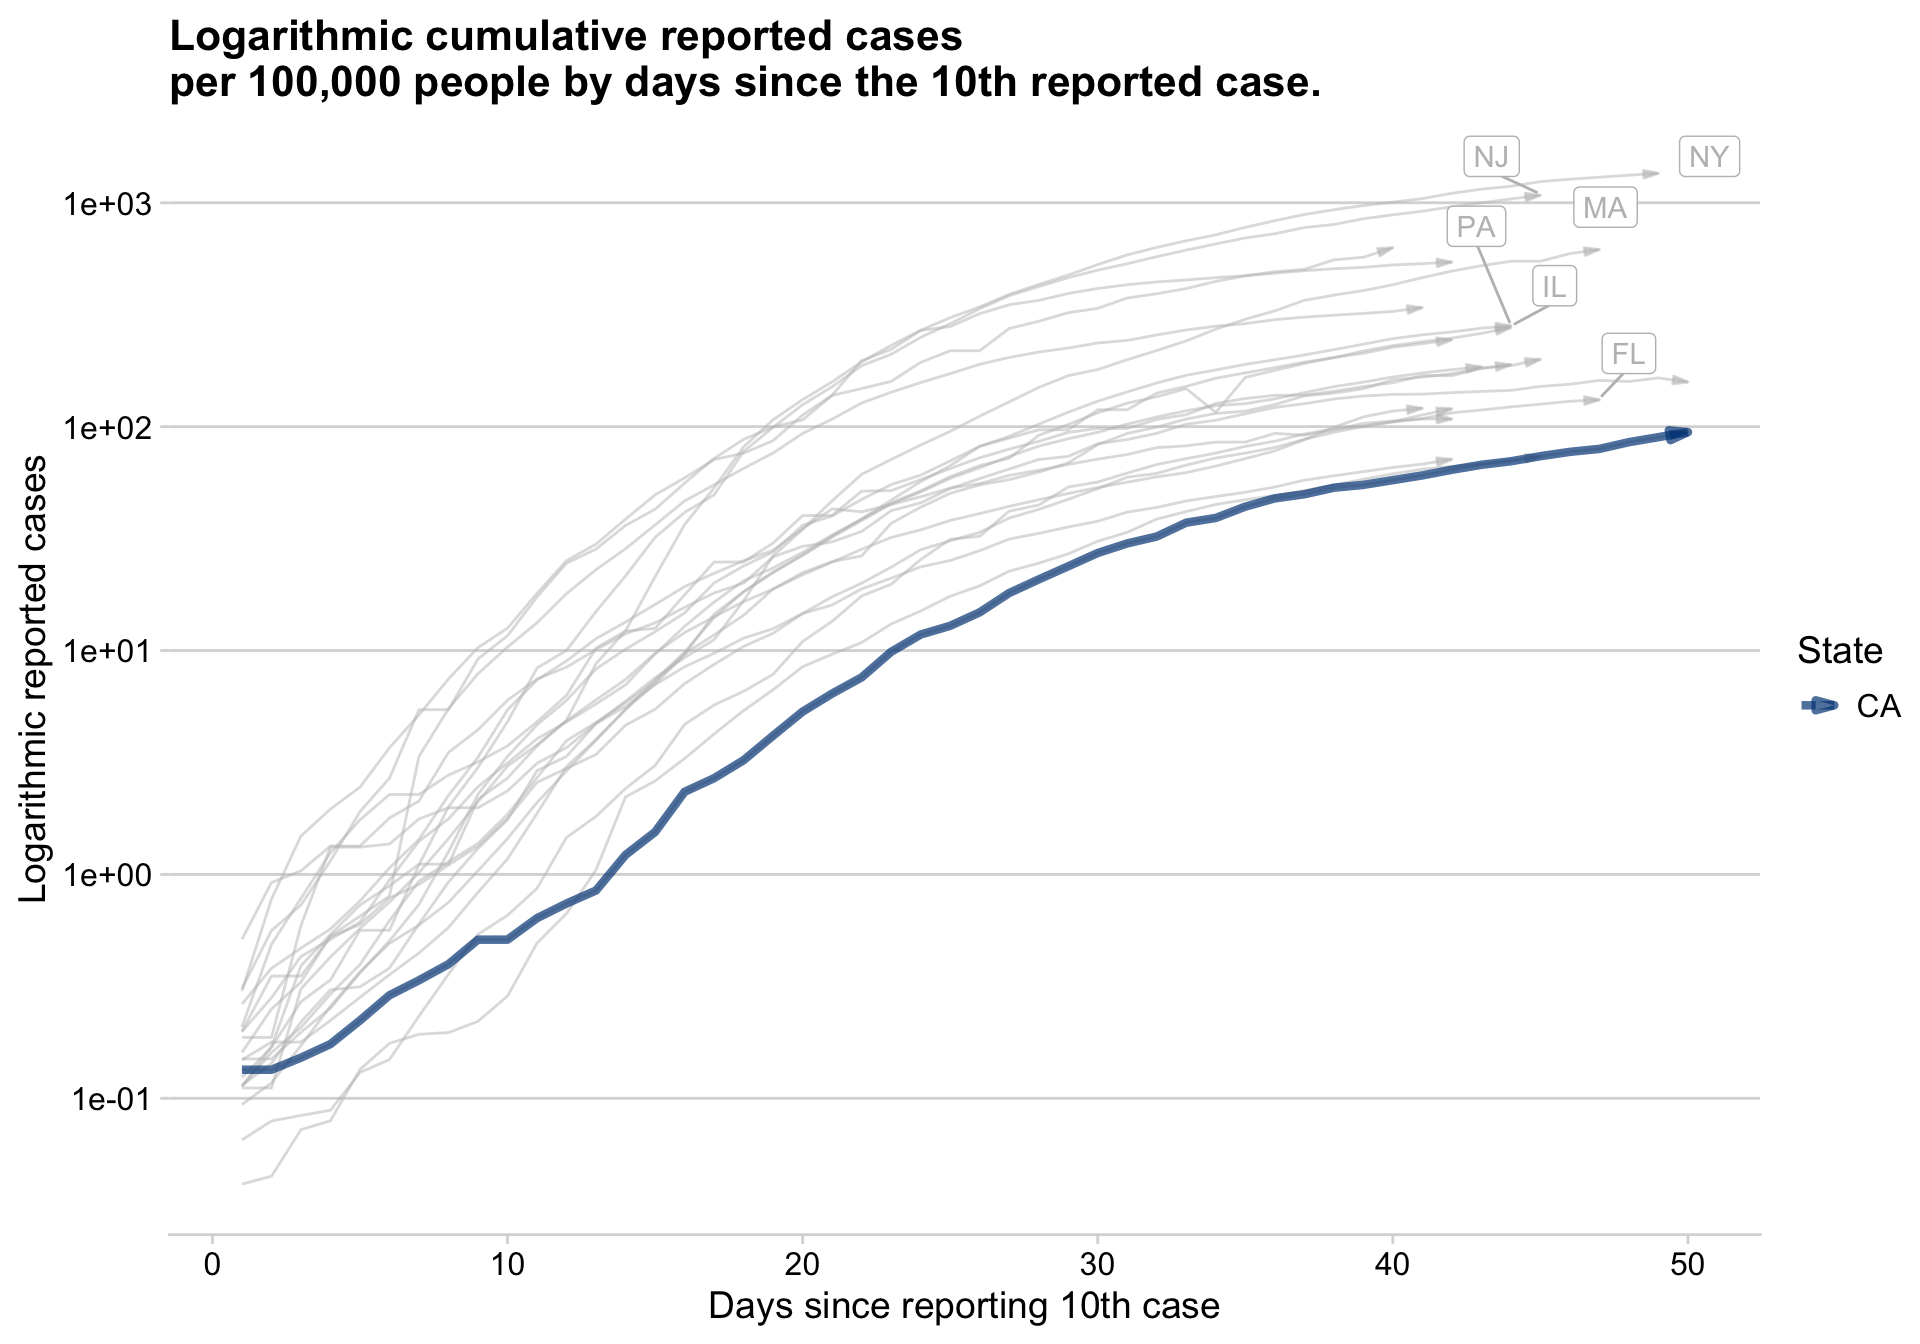 Logarithmic cumulative reported cases
per 100,000 people by days since the 10th reported case.
NJ
NY
1e+03
MA
PA
IL
FL
1e+02
Logarithmic reported cases
1e+01
State
CA
1e+00
1e-01
0
10
20
30
40
50
Days since reporting 10th case